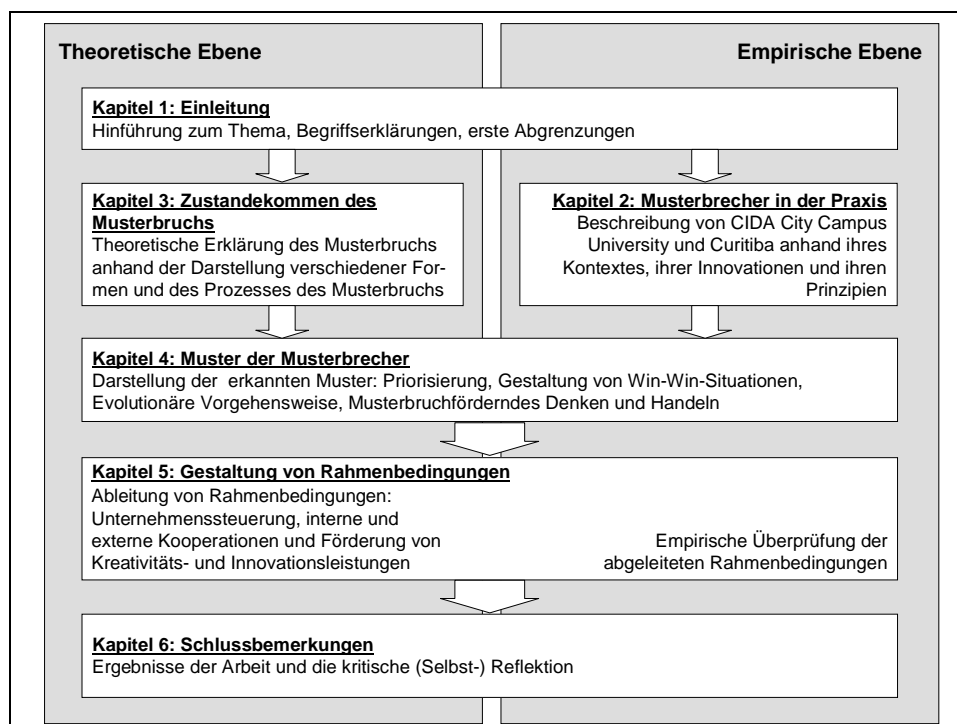 Theoretische Ebene
Empirische Ebene
Kapitel 1: Einleitung
Hinführung zum Thema, Begriffserklärungen, erste Abgrenzungen
Kapitel 3: Zustandekommen des
Musterbruchs
Theoretische Erklärung des Musterbruchs
anhand der Darstellung verschiedener For-
men und des Prozesses des Musterbruchs
Kapitel 2: Musterbrecher in der Praxis
Beschreibung von CIDA City Campus
University und Curitiba anhand ihres
Kontextes, ihrer Innovationen und ihren
Prinzipien
Kapitel 4: Muster der Musterbrecher
Darstellung der erkannten Muster: Priorisierung, Gestaltung von Win-Win-Situationen,
Evolutionäre Vorgehensweise, Musterbruchförderndes Denken und Handeln
Kapitel 5: Gestaltung von Rahmenbedingungen
Ableitung von Rahmenbedingungen:
Unternehmenssteuerung, interne und
externe Kooperationen und Förderung von
Kreativitäts- und Innovationsleistungen
Empirische Überprüfung der
abgeleiteten Rahmenbedingungen
Kapitel 6: Schlussbemerkungen
Ergebnisse der Arbeit und die kritische (Selbst-) Reflektion